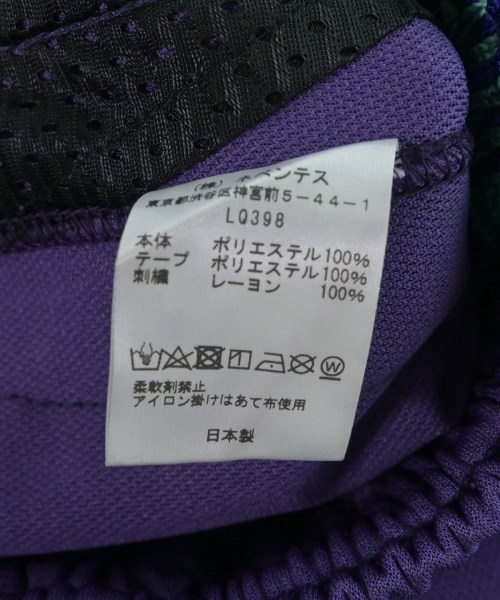 (株) ネペンテス
東京都渋谷区神宮前5-44-1
LQ398
本体 ポリエステル100%
テープ ポリエステル100%
刺繍 レーヨン 100%
W
柔軟剤禁止
アイロン掛けはあて布使用
日本製